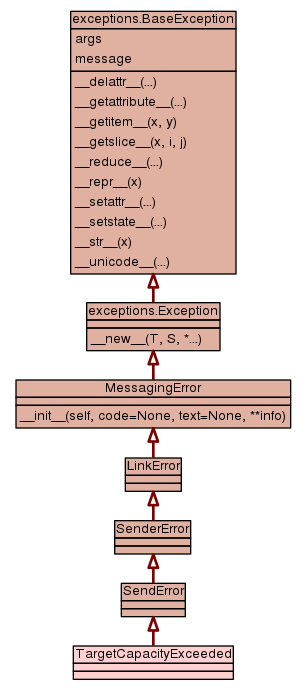 exceptions.BaseException
args
message
__delattr__(...)
__getattribute__(...)
__getitem__(x, y)
__getslice__(x, i, j)
__reduce__(...)
__repr__(x)
__setattr__(...)
__setstate__(...)
__str__(x)
__unicode__(...)
exceptions.Exception
__new__(T, S, *...)
MessagingError
__init__(self, code=None, text=None, **info)
LinkError
SenderError
SendError
TargetCapacityExceeded